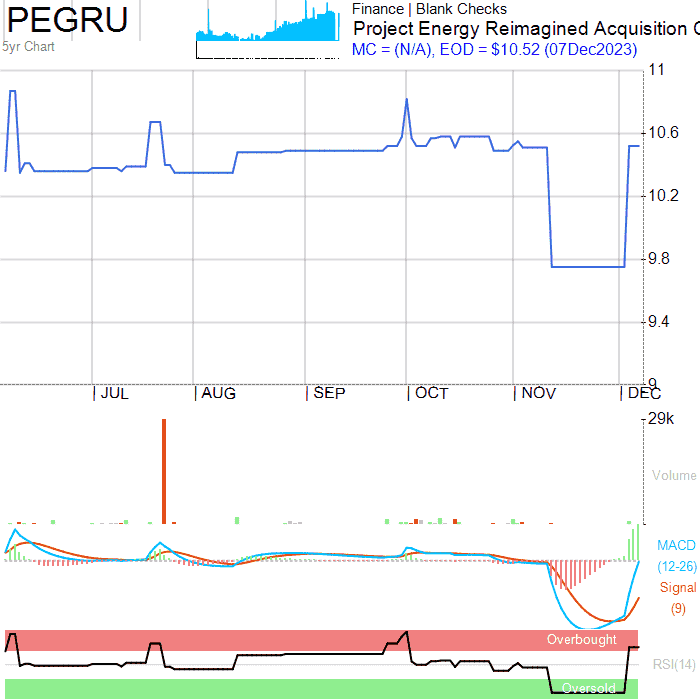 PEGRU
5yr Chart
Finance | Blank Checks
Project Energy Reimagined Acquisition C
MC = (N/A), EOD = $10.52 (07Dec2023)
11
10.6
10.2
9.8
9.4
9
JUL AUG SEP OCT NOV DEC
29k
Volume
MACD
(12-26)
Signal
(9)
Overbought
RSI(14)
Oversold